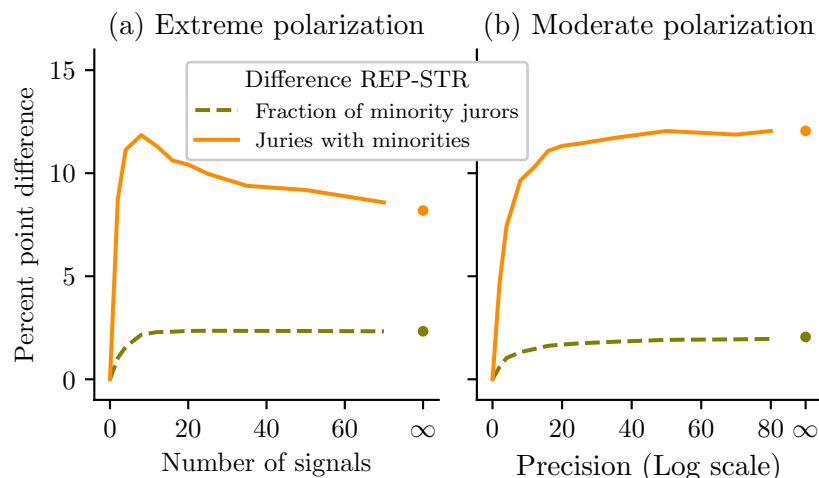 (a) Extreme polarization
(b) Moderate polarization
Percent point difference
15
10
5
0
Difference REP-STR
Fraction of minority jurors
Juries with minorities
0 20 40 60 ∞
0 20 40 60 80 ∞
Number of signals
Precision (Log scale)